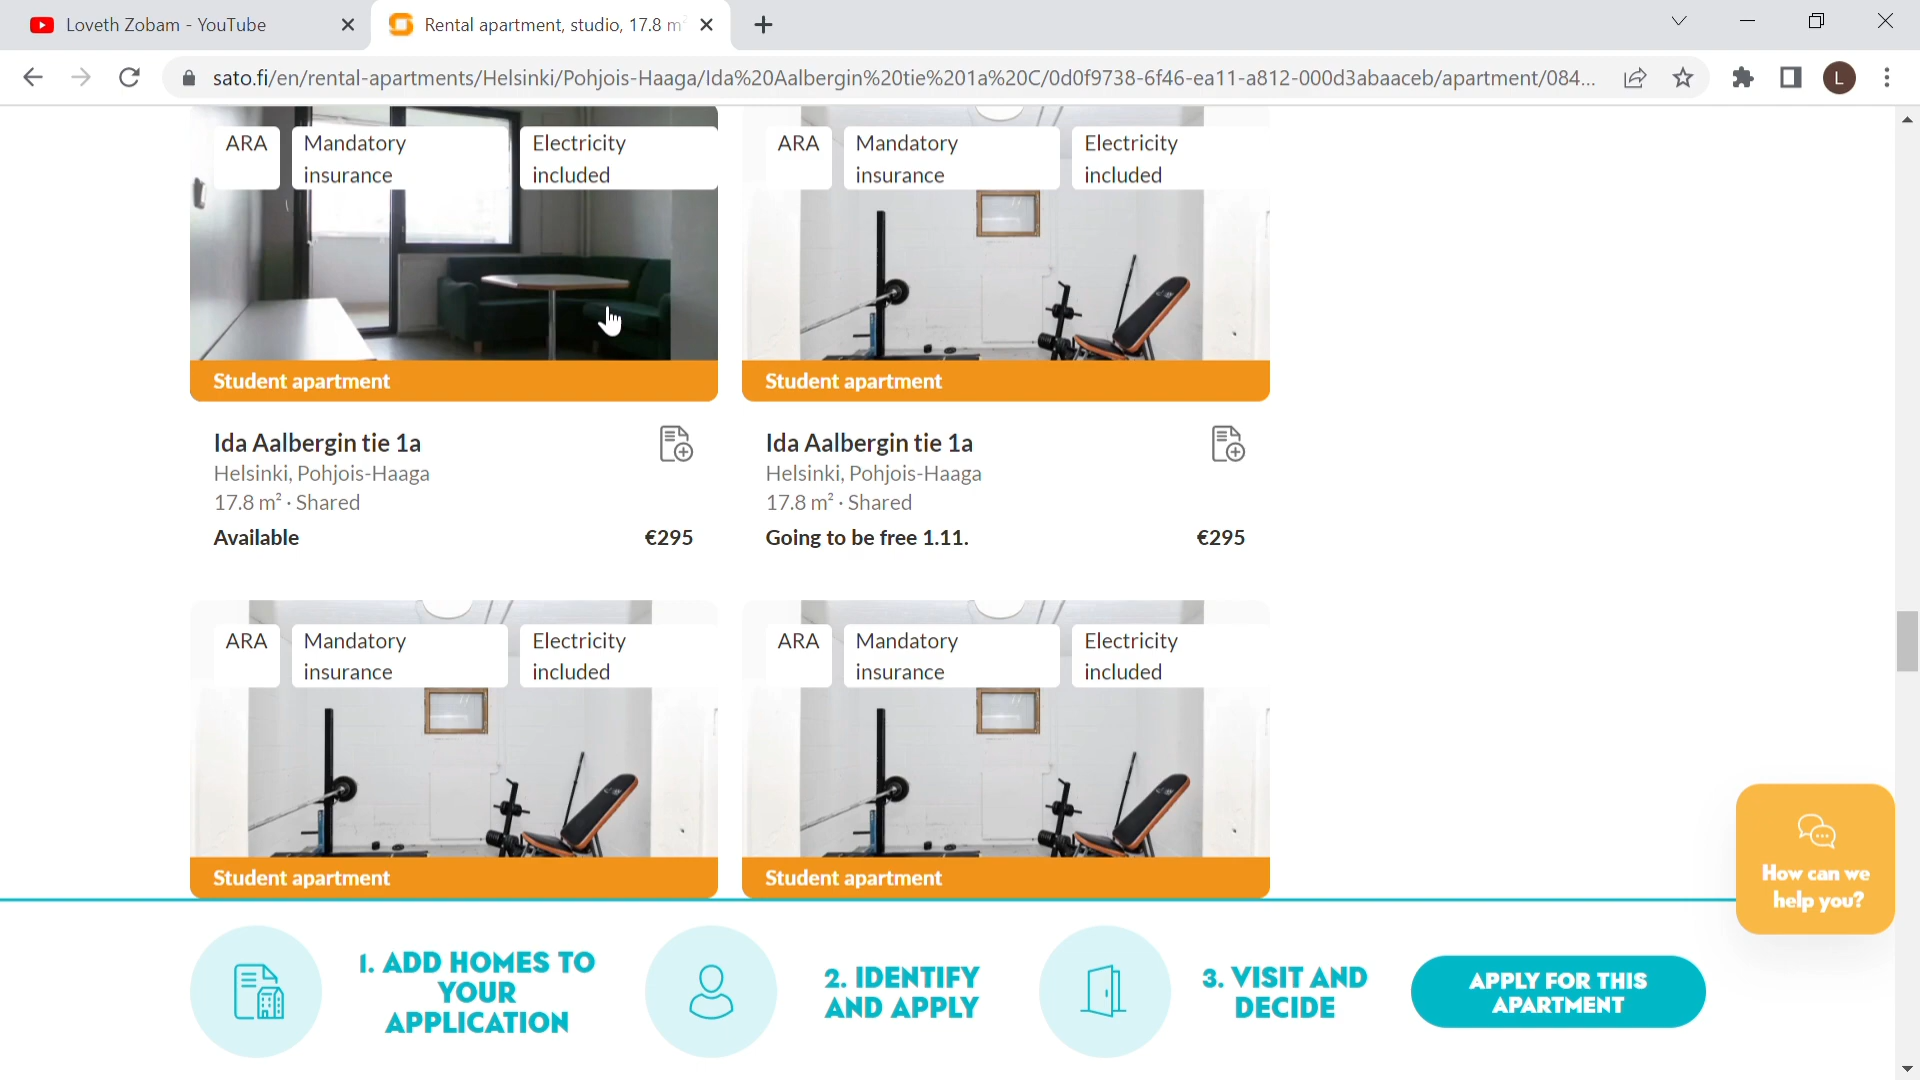 Loveth Zobam - YouTube
Rental apartment, studio, 17.8 m²
sato.fi/en/rental-apartments/Helsinki/Pohjois-Haaga/Ida%20Aalbergin%20tie%201a%20C/0d0f9738-6f46-ea11-a812-000d3abaaceb/apartment/084...
L
ARA
Mandatory
insurance
Electricity
included
ARA
Mandatory
insurance
Electricity
included
Student apartment
Student apartment
Ida Aalbergin tie 1a
Helsinki, Pohjois-Haaga
17.8 m² · Shared
Available
€295
Ida Aalbergin tie 1a
Helsinki, Pohjois-Haaga
17.8 m² · Shared
Going to be free 1.11.
€295
ARA
Mandatory
insurance
Electricity
included
ARA
Mandatory
insurance
Electricity
included
Student apartment
Student apartment
How can we
help you?
1. ADD HOMES TO
YOUR
APPLICATION
2. IDENTIFY
AND APPLY
3. VISIT AND
DECIDE
APPLY FOR THIS
APARTMENT